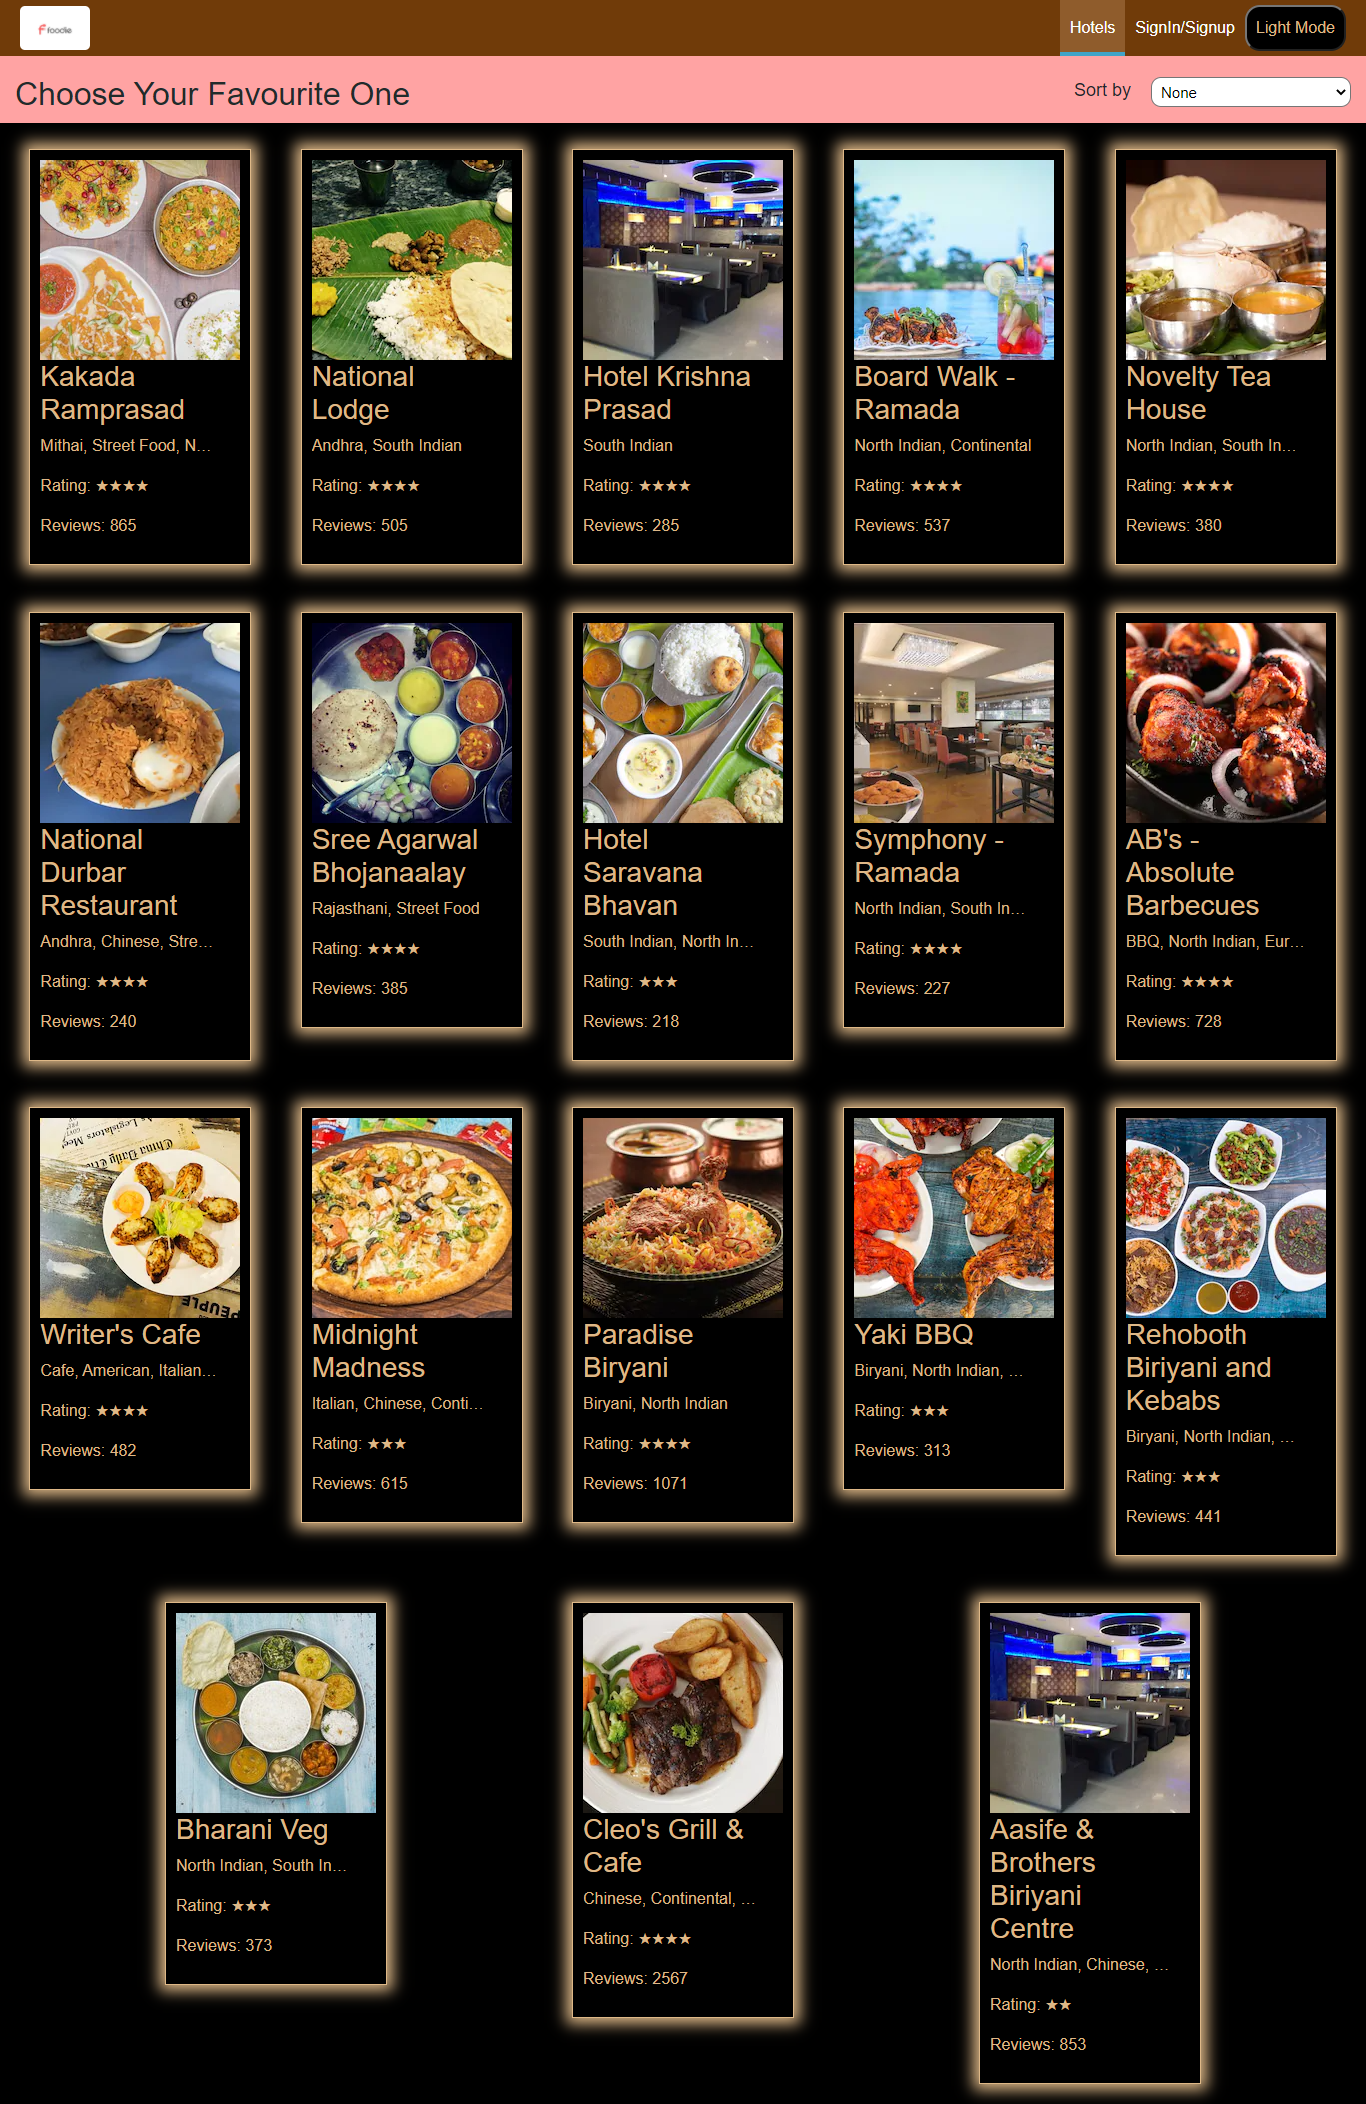 foodie
Hotels
SignIn/Signup
Light Mode
Choose Your Favourite One
Sort by
None
Kakada
Ramprasad
Mithai, Street Food, N...
Rating: ★★★★
Reviews: 865
National
Lodge
Andhra, South Indian
Rating: ★★★★
Reviews: 505
Hotel Krishna
Prasad
South Indian
Rating: ★★★★
Reviews: 285
Board Walk -
Ramada
North Indian, Continental
Rating: ★★★★
Reviews: 537
Novelty Tea
House
North Indian, South In...
Rating: ★★★★
Reviews: 380
National
Durbar
Restaurant
Andhra, Chinese, Stre...
Rating: ★★★★
Reviews: 240
Sree Agarwal
Bhojanaalay
Rajasthani, Street Food
Rating: ★★★★
Reviews: 385
Hotel
Saravana
Bhavan
South Indian, North In...
Rating: ★★★
Reviews: 218
Symphony -
Ramada
North Indian, South In...
Rating: ★★★★
Reviews: 227
AB's -
Absolute
Barbecues
BBQ, North Indian, Eur...
Rating: ★★★★
Reviews: 728
As Legislators Meet
China Daily
PEUPLE
Writer's Cafe
Cafe, American, Italian...
Rating: ★★★★
Reviews: 482
Midnight
Madness
Italian, Chinese, Conti...
Rating: ★★★
Reviews: 615
Paradise
Biryani
Biryani, North Indian
Rating: ★★★★
Reviews: 1071
Yaki BBQ
Biryani, North Indian, ...
Rating: ★★★
Reviews: 313
Rehoboth
Biriyani and
Kebabs
Biryani, North Indian, ...
Rating: ★★★
Reviews: 441
Bharani Veg
North Indian, South In...
Rating: ★★★
Reviews: 373
Cleo's Grill &
Cafe
Chinese, Continental, ...
Rating: ★★★★
Reviews: 2567
Aasife &
Brothers
Biriyani
Centre
North Indian, Chinese, ...
Rating: ★★
Reviews: 853